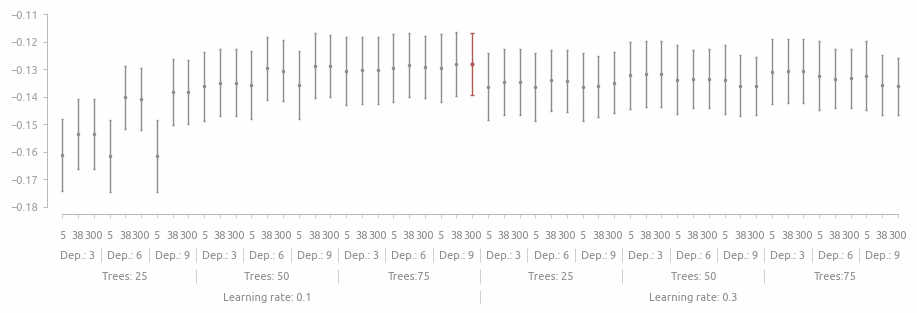 −0.11
−0.12
−0.13
−0.14
−0.15
−0.16
−0.17
−0.18
5 38 300 5 38 300 5 38 300 5 38 300 5 38 300 5 38 300 5 38 300 5 38 300 5 38 300 5 38 300 5 38 300 5 38 300 5 38 300 5 38 300 5 38 300 5 38 300 5 38 300 5 38 300
Dep.: 3 Dep.: 6 Dep.: 9 Dep.: 3 Dep.: 6 Dep.: 9 Dep.: 3 Dep.: 6 Dep.: 9 Dep.: 3 Dep.: 6 Dep.: 9 Dep.: 3 Dep.: 6 Dep.: 9 Dep.: 3 Dep.: 6 Dep.: 9
Trees: 25 Trees: 50 Trees:75 Trees: 25 Trees: 50 Trees:75
Learning rate: 0.1 Learning rate: 0.3